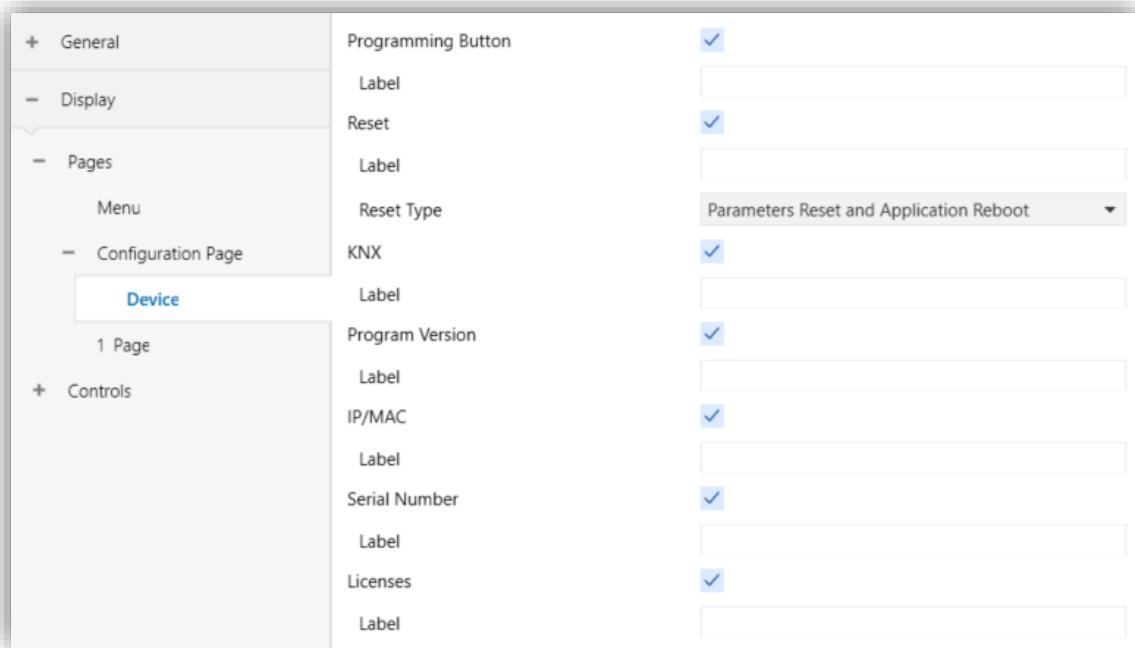 + General
− Display
− Pages
Menu
− Configuration Page
Device
1 Page
+ Controls
Programming Button
Label
Reset
Label
Reset Type Parameters Reset and Application Reboot
KNX
Label
Program Version
Label
IP/MAC
Label
Serial Number
Label
Licenses
Label